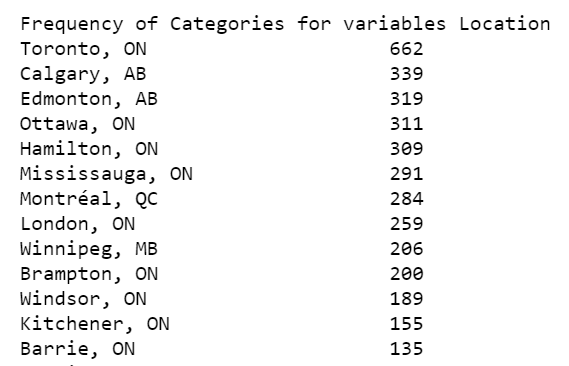 Frequency of Categories for variables Location
Toronto, ON 662
Calgary, AB 339
Edmonton, AB 319
Ottawa, ON 311
Hamilton, ON 309
Mississauga, ON 291
Montréal, QC 284
London, ON 259
Winnipeg, MB 206
Brampton, ON 200
Windsor, ON 189
Kitchener, ON 155
Barrie, ON 135